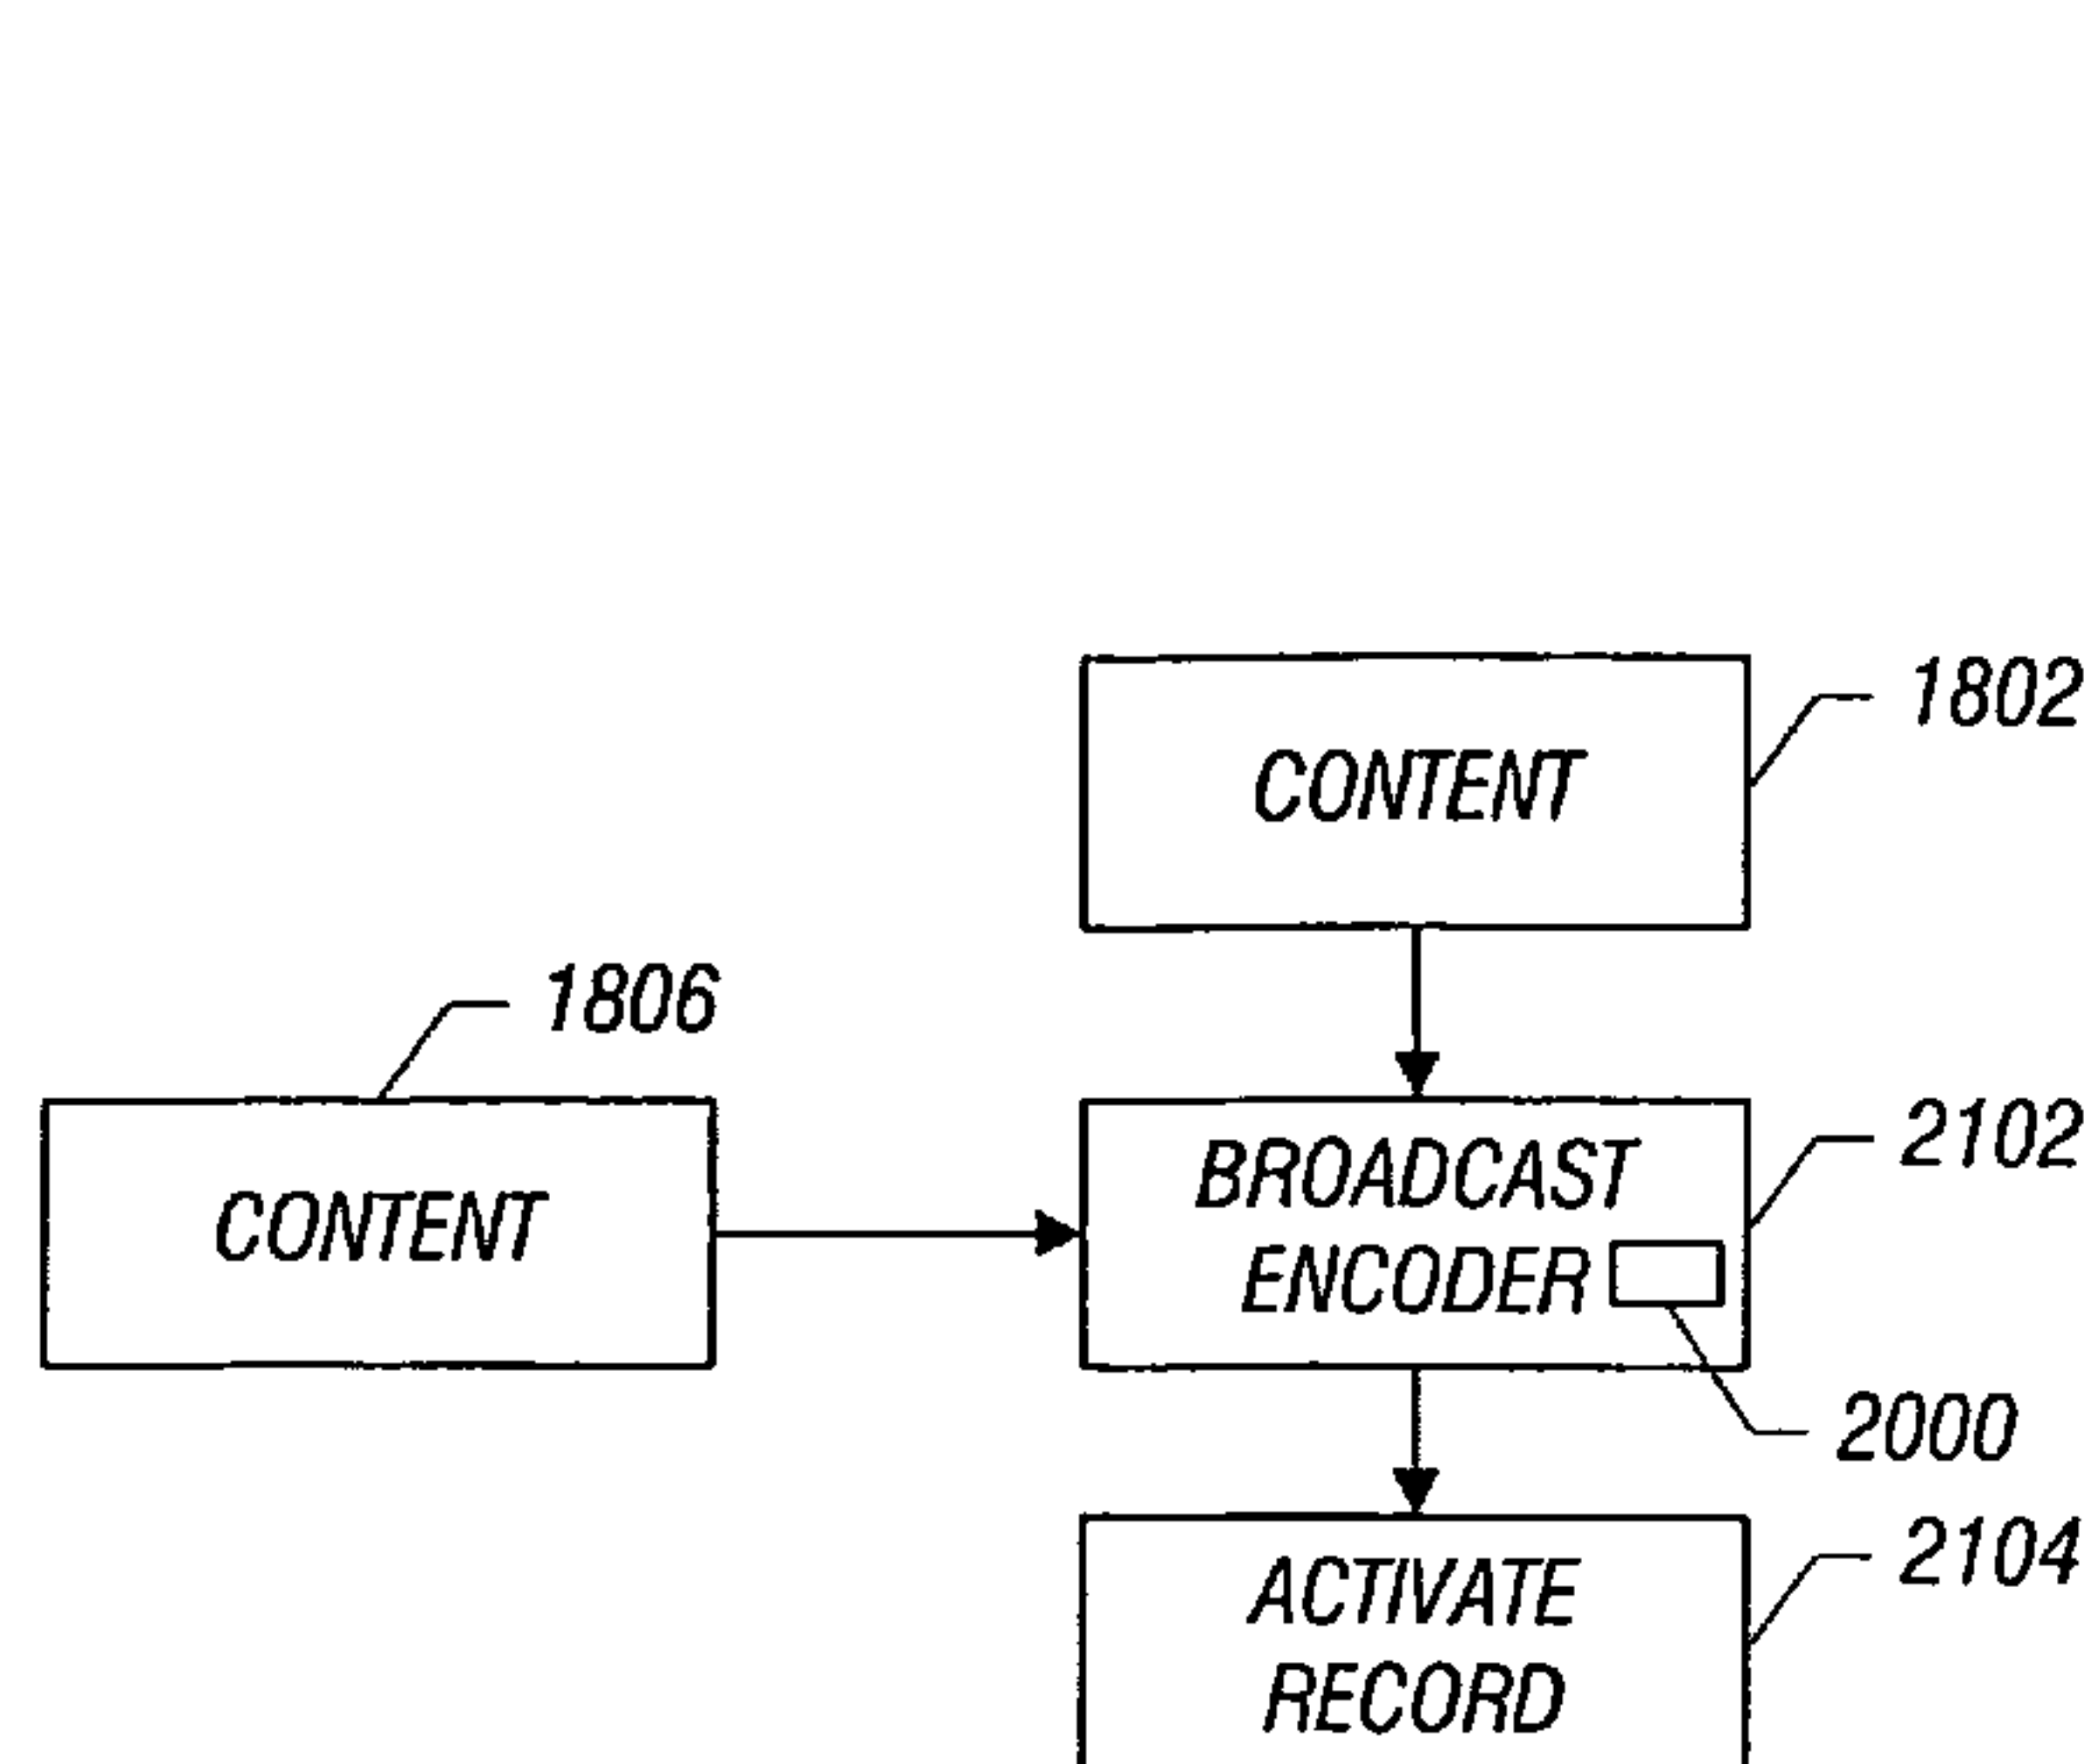 1802
CONTENT
1806
CONTENT
2102
BROADCAST
ENCODER
2000
2104
ACTIVATE
RECORD